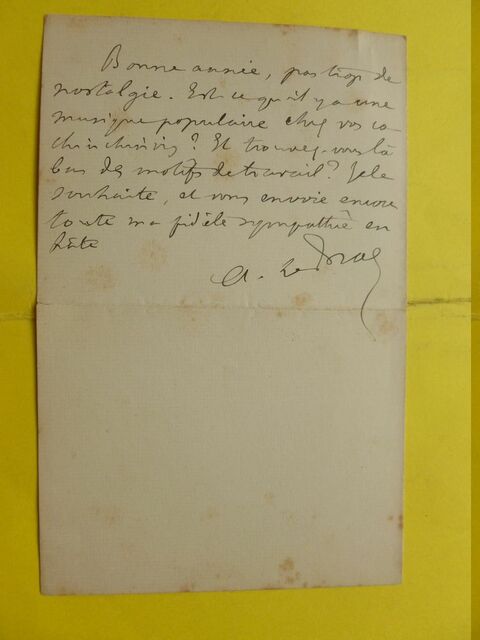 Bonne année, pas trop de
nostalgie. Est-ce qu'il y a une
musique populaire chez vos co-
chinchinois? Et trouvez-vous là
bas des motifs de travail? Je le
souhaite, et vous envoie encore
toute ma fidèle sympathie en
hâte
A. Le Braz